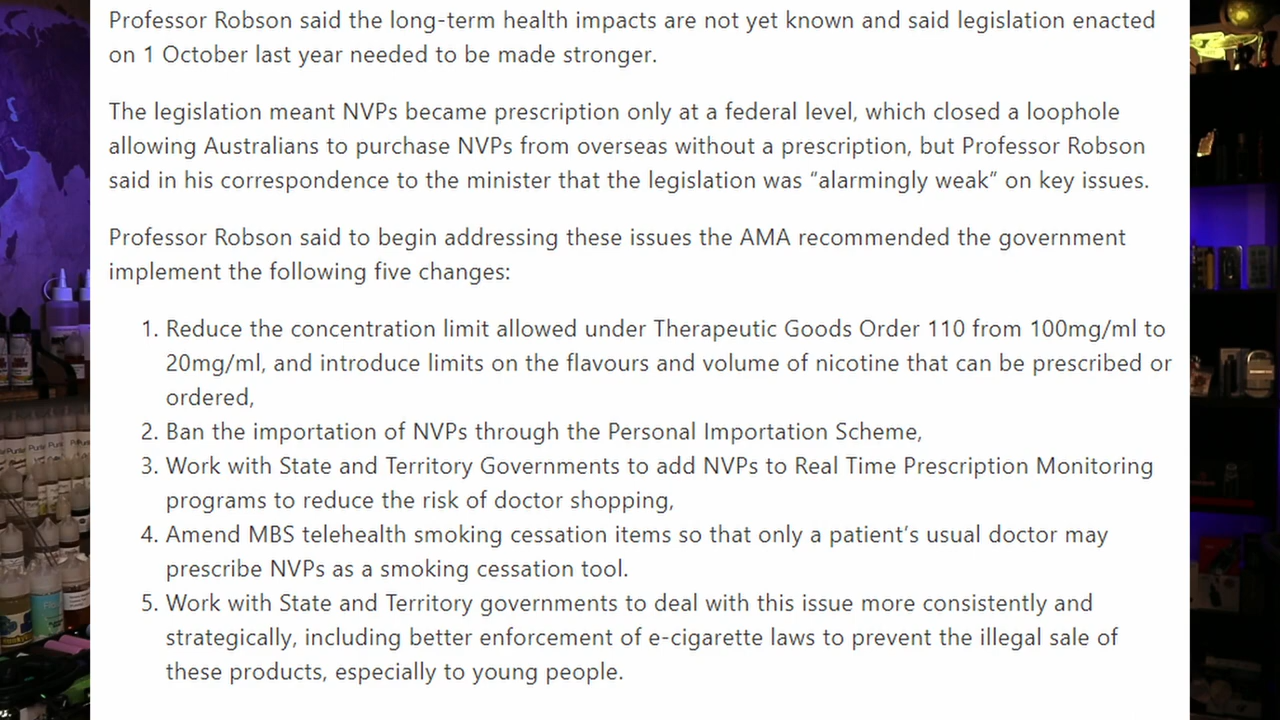 Professor Robson said the long-term health impacts are not yet known and said legislation enacted
on 1 October last year needed to be made stronger.
The legislation meant NVPs became prescription only at a federal level, which closed a loophole
allowing Australians to purchase NVPs from overseas without a prescription, but Professor Robson
said in his correspondence to the minister that the legislation was “alarmingly weak” on key issues.
Professor Robson said to begin addressing these issues the AMA recommended the government
implement the following five changes:
1. Reduce the concentration limit allowed under Therapeutic Goods Order 110 from 100mg/ml to
20mg/ml, and introduce limits on the flavours and volume of nicotine that can be prescribed or
ordered,
2. Ban the importation of NVPs through the Personal Importation Scheme,
3. Work with State and Territory Governments to add NVPs to Real Time Prescription Monitoring
programs to reduce the risk of doctor shopping,
4. Amend MBS telehealth smoking cessation items so that only a patient’s usual doctor may
prescribe NVPs as a smoking cessation tool.
5. Work with State and Territory governments to deal with this issue more consistently and
strategically, including better enforcement of e-cigarette laws to prevent the illegal sale of
these products, especially to young people.